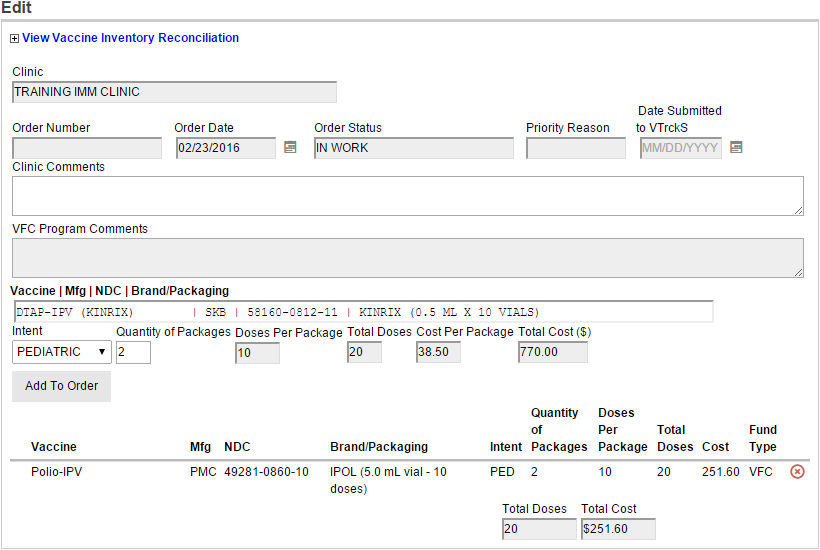 Edit
View Vaccine Inventory Reconciliation
Clinic
TRAINING IMM CLINIC
Date Submitted
Order Number Order Date Order Status Priority Reason to VTrckS
02/23/2016 IN WORK MM/DD/YYYY
Clinic Comments
VFC Program Comments
Vaccine | Mfg | NDC | Brand/Packaging
DTAP-IPV (KINRIX) | SKB | 58160-0812-11 | KINRIX (0.5 ML X 10 VIALS)
Intent Quantity of Packages Doses Per Package Total Doses Cost Per Package Total Cost ($)
PEDIATRIC 2 10 20 38.50 770.00
Add To Order
Quantity Doses
of Per Total Fund
Vaccine Mfg NDC Brand/Packaging Intent Packages Package Doses Cost Type
Polio-IPV PMC 49281-0860-10 IPOL (5.0 mL vial - 10 PED 2 10 20 251.60 VFC
doses)
Total Doses Total Cost
20 $251.60